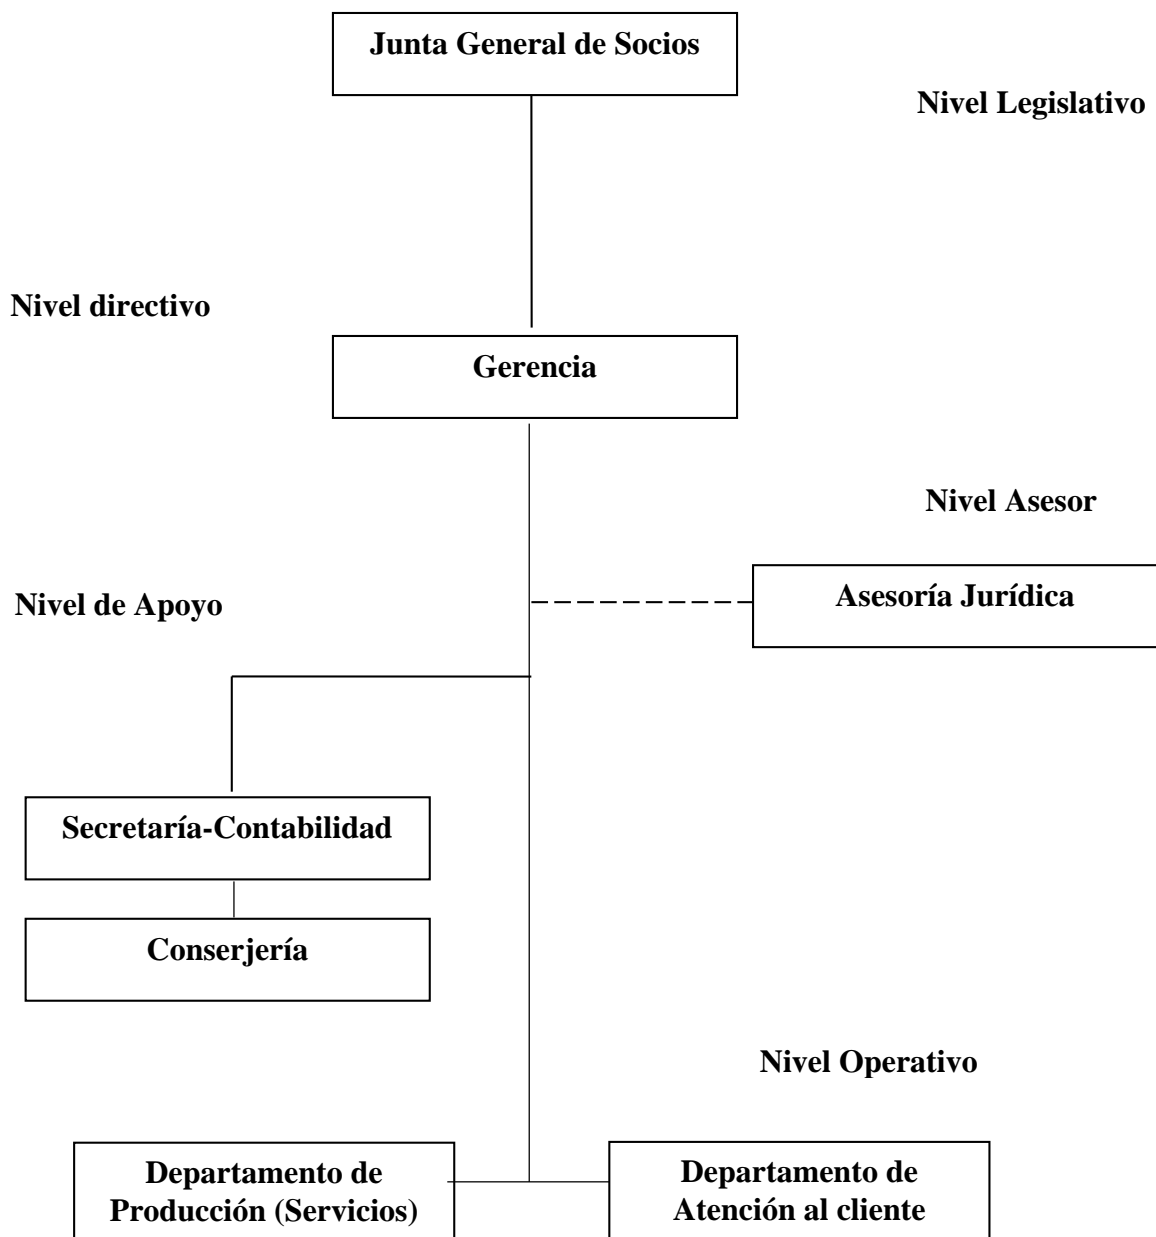 Junta General de Socios
Nivel Legislativo
Nivel directivo
Gerencia
Nivel Asesor
Asesoría Jurídica
Nivel de Apoyo
Secretaría-Contabilidad
Conserjería
Nivel Operativo
Departamento de
Producción (Servicios)
Departamento de
Atención al cliente